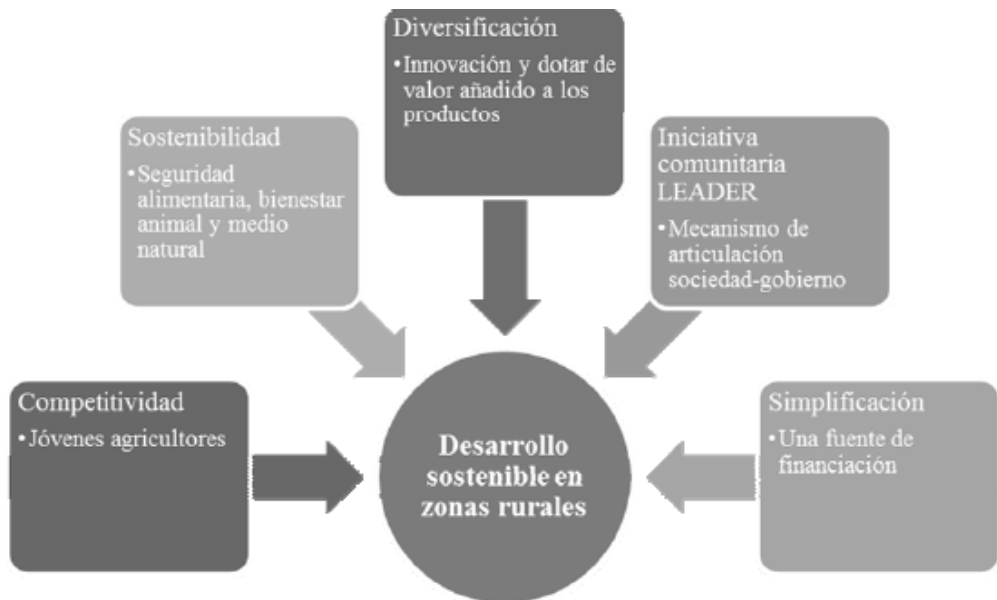 Diversificación
•Innovación y dotar de
valor añadido a los
productos
Sostenibilidad
•Seguridad
alimentaria, bienestar
animal y medio
natural
Iniciativa
comunitaria
LEADER
•Mecanismo de
articulación
sociedad-gobierno
Competitividad
•Jóvenes agricultores
Desarrollo
sostenible en
zonas rurales
Simplificación
•Una fuente de
financiación